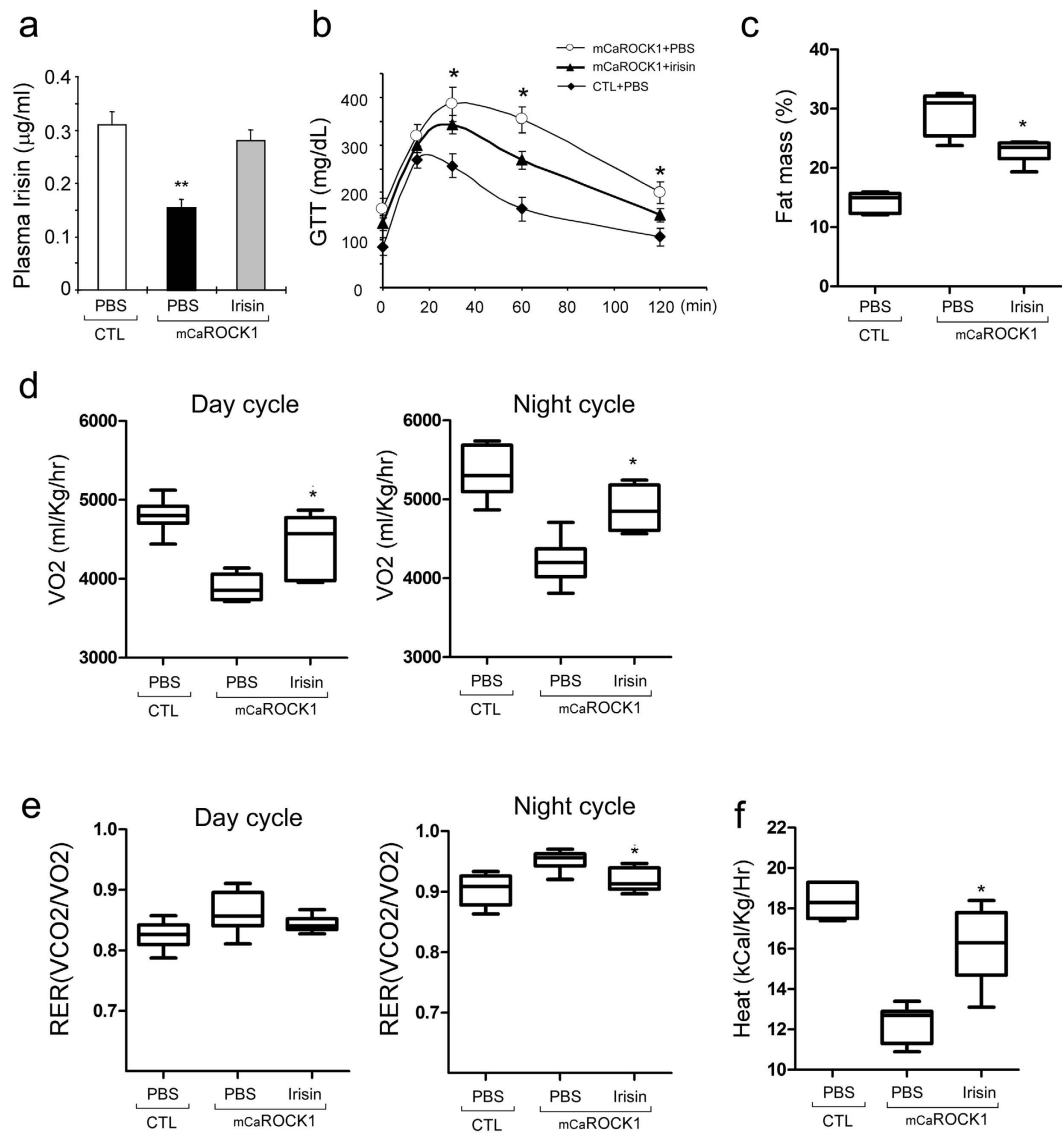 a
Plasma Irisin (µg/ml)
0.4
0.3
0.2
0.1
0
**
PBS PBS Irisin
CTL mCaROCK1
b
mCaROCK1+PBS
mCaROCK1+irisin
CTL+PBS
GTT (mg/dL)
400
300
200
100
0
* * *
0 20 40 60 80 100 120 (min)
c
Fat mass (%)
40
30
20
10
0
*
PBS PBS Irisin
CTL mCaROCK1
d
Day cycle
VO2 (ml/Kg/hr)
6000
5000
4000
3000
*
PBS PBS Irisin
CTL mCaROCK1
Night cycle
VO2 (ml/Kg/hr)
6000
5000
4000
3000
*
PBS PBS Irisin
CTL mCaROCK1
e
Day cycle
RER(VCO2/VO2)
1.0
0.9
0.8
0.7
PBS PBS Irisin
CTL mCaROCK1
Night cycle
RER(VCO2/VO2)
1.0
0.9
0.8
0.7
*
PBS PBS Irisin
CTL mCaROCK1
f
Heat (kCal/Kg/Hr)
22
20
18
16
14
12
10
*
PBS PBS Irisin
CTL mCaROCK1